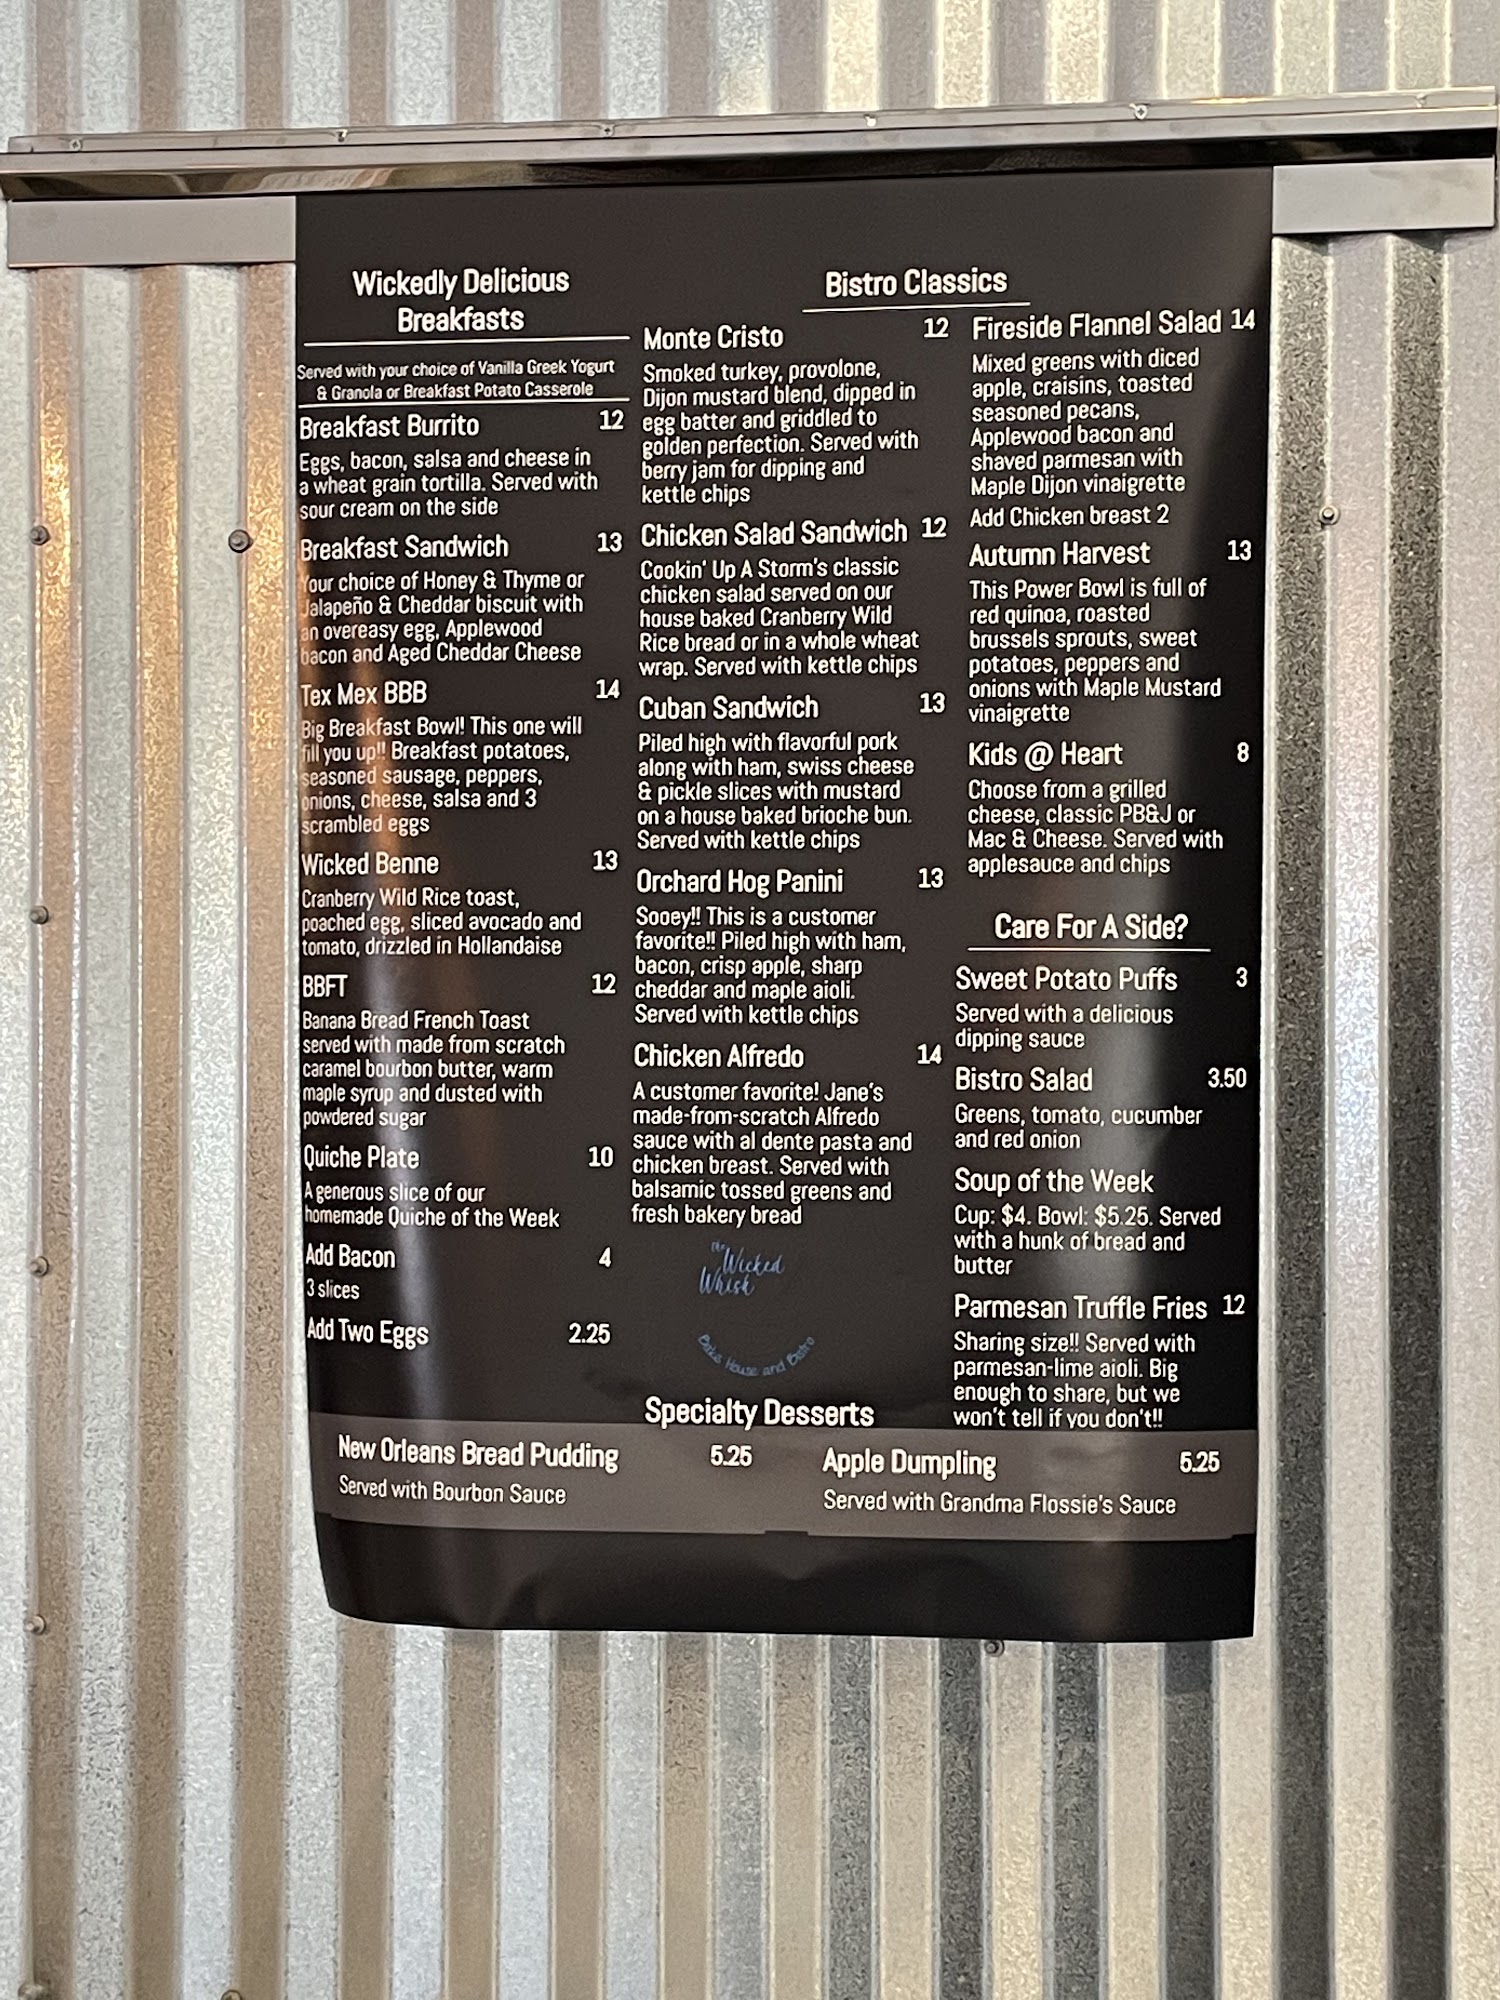 Wickedly Delicious
Breakfasts
Served with your choice of Vanilla Greek Yogurt
& Granola or Breakfast Potato Casserole
Breakfast Burrito 12
Eggs, bacon, salsa and cheese in
a wheat grain tortilla. Served with
sour cream on the side
Breakfast Sandwich 13
Your choice of Honey & Thyme or
Jalapeño & Cheddar biscuit with
an overeasy egg, Applewood
bacon and Aged Cheddar Cheese
Tex Mex BBB 14
Big Breakfast Bowl! This one will
fill you up!! Breakfast potatoes,
seasoned sausage, peppers,
onions, cheese, salsa and 3
scrambled eggs
Wicked Benne 13
Cranberry Wild Rice toast,
poached egg, sliced avocado and
tomato, drizzled in Hollandaise
BBFT 12
Banana Bread French Toast
served with made from scratch
caramel bourbon butter, warm
maple syrup and dusted with
powdered sugar
Quiche Plate 10
A generous slice of our
homemade Quiche of the Week
Add Bacon 4
3 slices
Add Two Eggs 2.25
Bistro Classics
Monte Cristo 12
Smoked turkey, provolone,
Dijon mustard blend, dipped in
egg batter and griddled to
golden perfection. Served with
berry jam for dipping and
kettle chips
Chicken Salad Sandwich 12
Cookin' Up A Storm's classic
chicken salad served on our
house baked Cranberry Wild
Rice bread or in a whole wheat
wrap. Served with kettle chips
Cuban Sandwich 13
Piled high with flavorful pork
along with ham, swiss cheese
& pickle slices with mustard
on a house baked brioche bun.
Served with kettle chips
Orchard Hog Panini 13
Sooey!! This is a customer
favorite!! Piled high with ham,
bacon, crisp apple, sharp
cheddar and maple aioli.
Served with kettle chips
Chicken Alfredo 14
A customer favorite! Jane's
made-from-scratch Alfredo
sauce with al dente pasta and
chicken breast. Served with
balsamic tossed greens and
fresh bakery bread
the
Wicked
Whisk
Bake House and Bistro
Fireside Flannel Salad 14
Mixed greens with diced
apple, craisins, toasted
seasoned pecans,
Applewood bacon and
shaved parmesan with
Maple Dijon vinaigrette
Add Chicken breast 2
Autumn Harvest 13
This Power Bowl is full of
red quinoa, roasted
brussels sprouts, sweet
potatoes, peppers and
onions with Maple Mustard
vinaigrette
Kids @ Heart 8
Choose from a grilled
cheese, classic PB&J or
Mac & Cheese. Served with
applesauce and chips
Care For A Side?
Sweet Potato Puffs 3
Served with a delicious
dipping sauce
Bistro Salad 3.50
Greens, tomato, cucumber
and red onion
Soup of the Week
Cup: $4. Bowl: $5.25. Served
with a hunk of bread and
butter
Parmesan Truffle Fries 12
Sharing size!! Served with
parmesan-lime aioli. Big
enough to share, but we
won't tell if you don't!!
Specialty Desserts
New Orleans Bread Pudding 5.25
Served with Bourbon Sauce
Apple Dumpling 5.25
Served with Grandma Flossie's Sauce